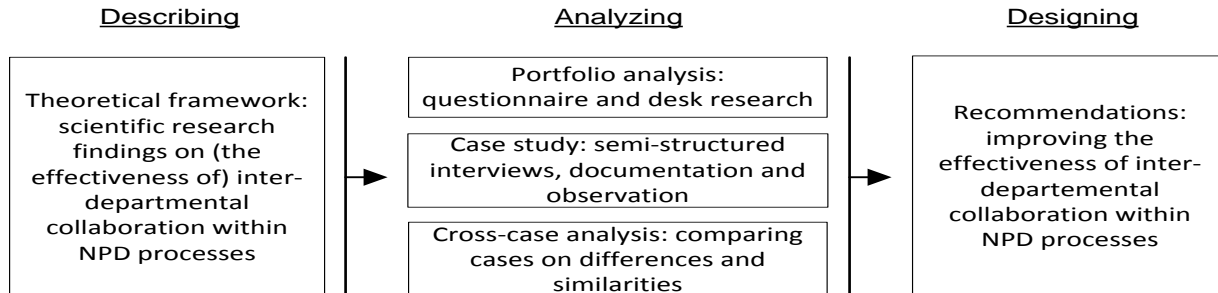 Describing
Analyzing
Designing
Theoretical framework:
scientific research
findings on (the
effectiveness of) inter-
departmental
collaboration within
NPD processes
Portfolio analysis:
questionnaire and desk research
Case study: semi-structured
interviews, documentation and
observation
Cross-case analysis: comparing
cases on differences and
similarities
Recommendations:
improving the
effectiveness of inter-
departemental
collaboration within
NPD processes